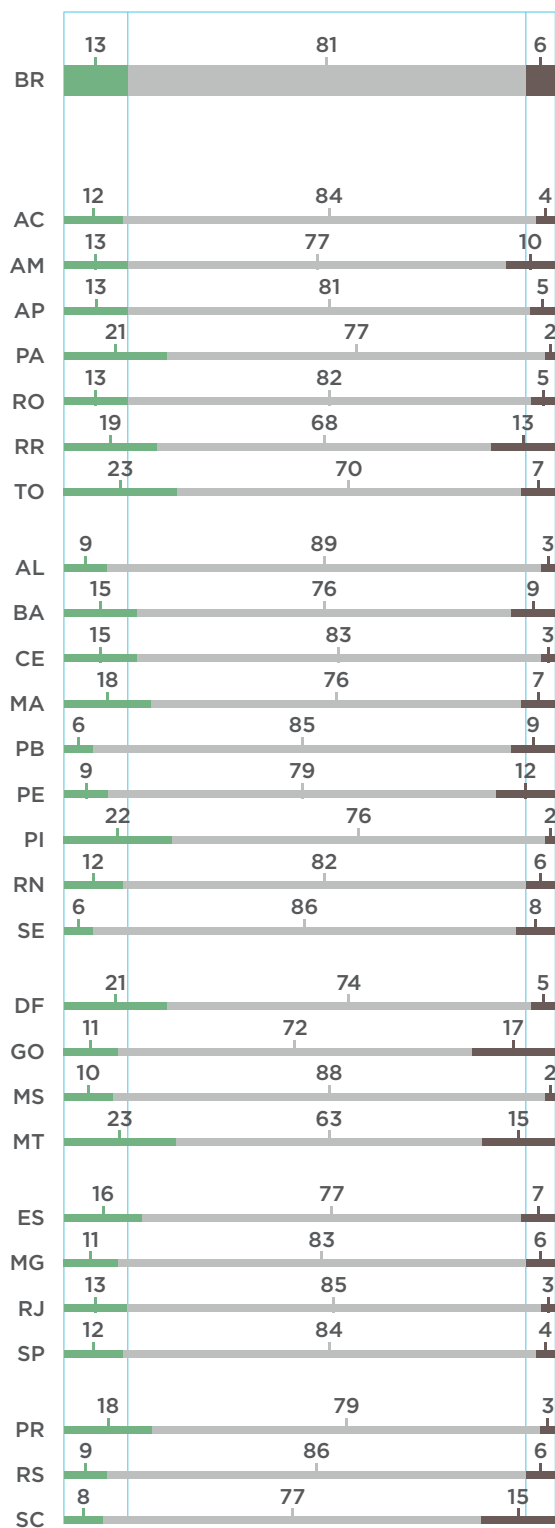 13 81 6
BR
12 84 4
AC
13 77 10
AM
13 81 5
AP
21 77 2
PA
13 82 5
RO
19 68 13
RR
23 70 7
TO
9 89 3
AL
15 76 9
BA
15 83 3
CE
18 76 7
MA
6 85 9
PB
9 79 12
PE
22 76 2
PI
12 82 6
RN
6 86 8
SE
21 74 5
DF
11 72 17
GO
10 88 2
MS
23 63 15
MT
16 77 7
ES
11 83 6
MG
13 85 3
RJ
12 84 4
SP
18 79 3
PR
9 86 6
RS
8 77 15
SC